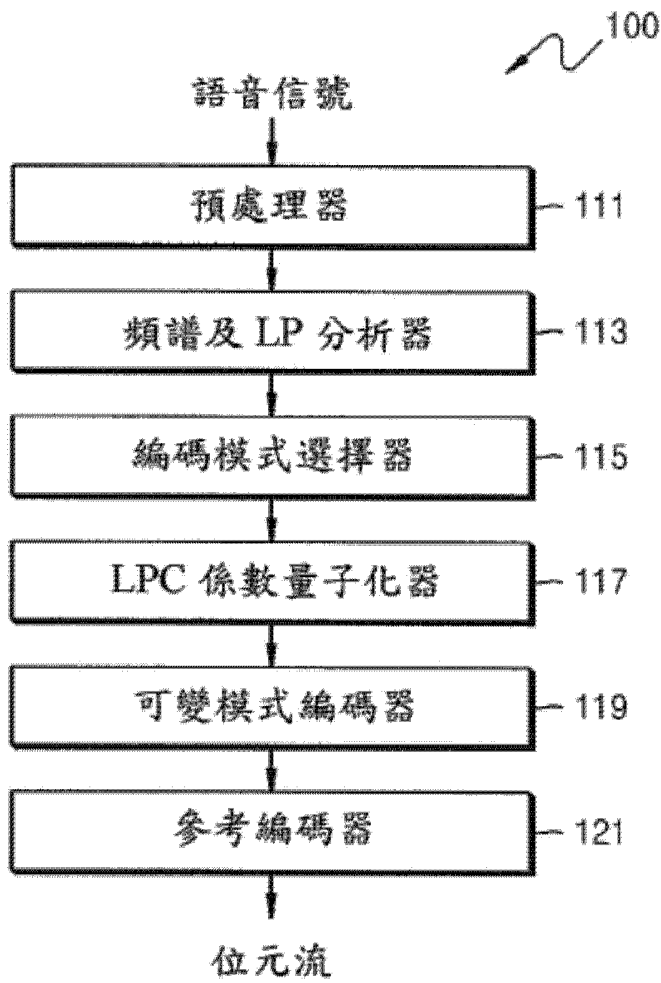 100
語音信號
預處理器
111
頻譜及 LP 分析器
113
編碼模式選擇器
115
LPC 係數量子化器
117
可變模式編碼器
119
參考編碼器
121
位元流